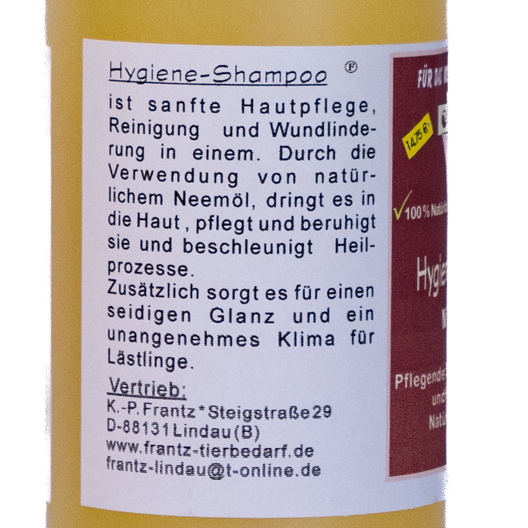 Hygiene-Shampoo ®
ist sanfte Hautpflege,
Reinigung und Wundlinde-
rung in einem. Durch die
Verwendung von natür-
lichem Neemöl, dringt es in
die Haut, pflegt und beruhigt
sie und beschleunigt Heil-
prozesse.
Zusätzlich sorgt es für einen
seidigen Glanz und ein
unangenehmes Klima für
Lästlinge.
Vertrieb:
K.-P. Frantz * Steigstraße 29
D-88131 Lindau (B)
www.frantz-tierbedarf.de
frantz-lindau@t-online.de
FÜR DAS
14,75 €
100 %
Pflegende
und